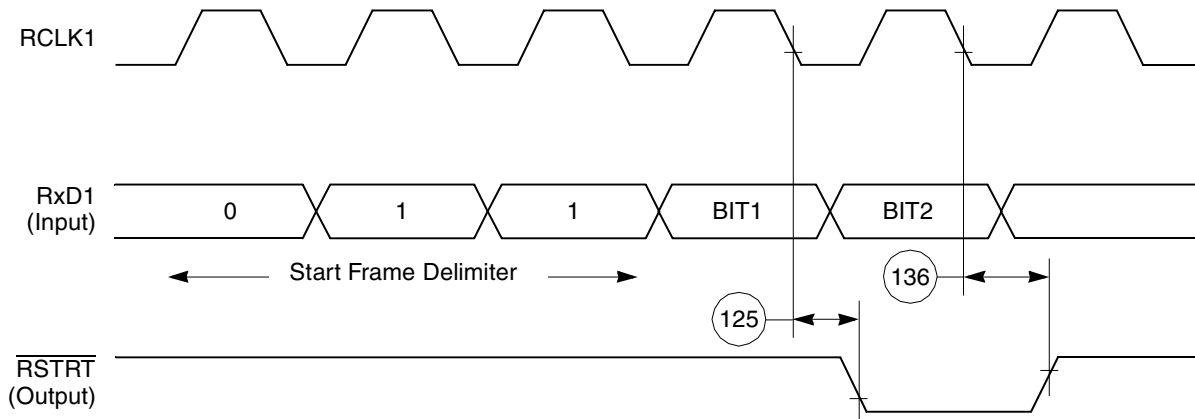 RCLK1
RxD1
(Input)
0
1
1
BIT1
BIT2
Start Frame Delimiter
136
125
RSTRT
(Output)